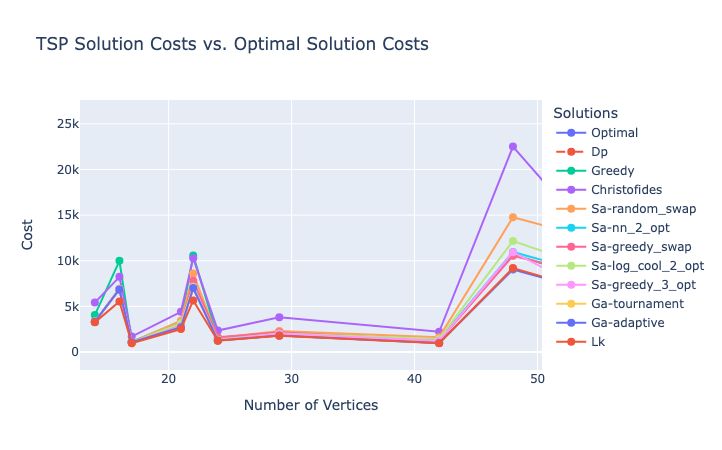 TSP Solution Costs vs. Optimal Solution Costs
Solutions
Optimal
Dp
Greedy
Christofides
Sa-random_swap
Sa-nn_2_opt
Sa-greedy_swap
Sa-log_cool_2_opt
Sa-greedy_3_opt
Ga-tournament
Ga-adaptive
Lk
Cost
25k
20k
15k
10k
5k
0
20
30
40
50
Number of Vertices